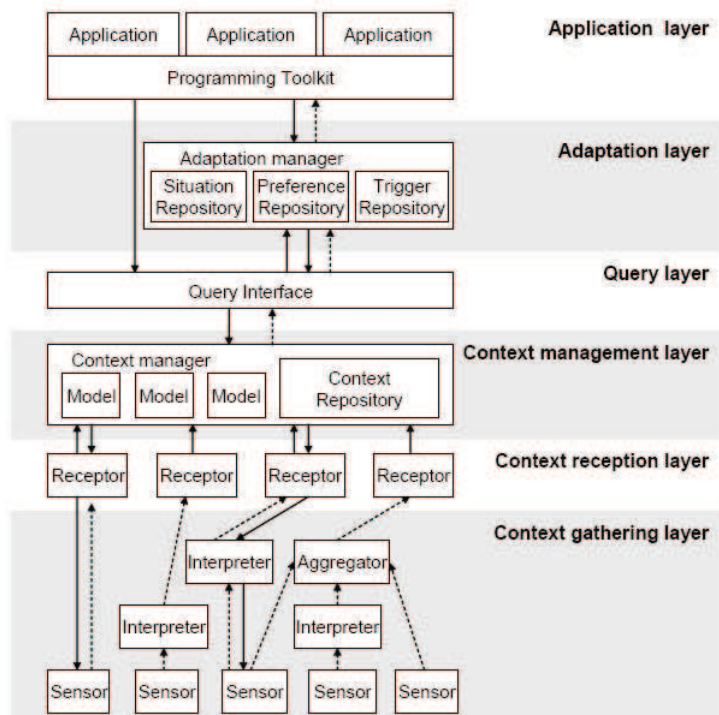 Application Application Application
Application layer
Programming Toolkit
Adaptation layer
Adaptation manager
Situation Preference Trigger
Repository Repository Repository
Query layer
Query Interface
Context management layer
Context manager
Model Model Model
Context
Repository
Context reception layer
Receptor Receptor Receptor Receptor
Context gathering layer
Interpreter Aggregator
Interpreter Interpreter
Sensor Sensor Sensor Sensor Sensor